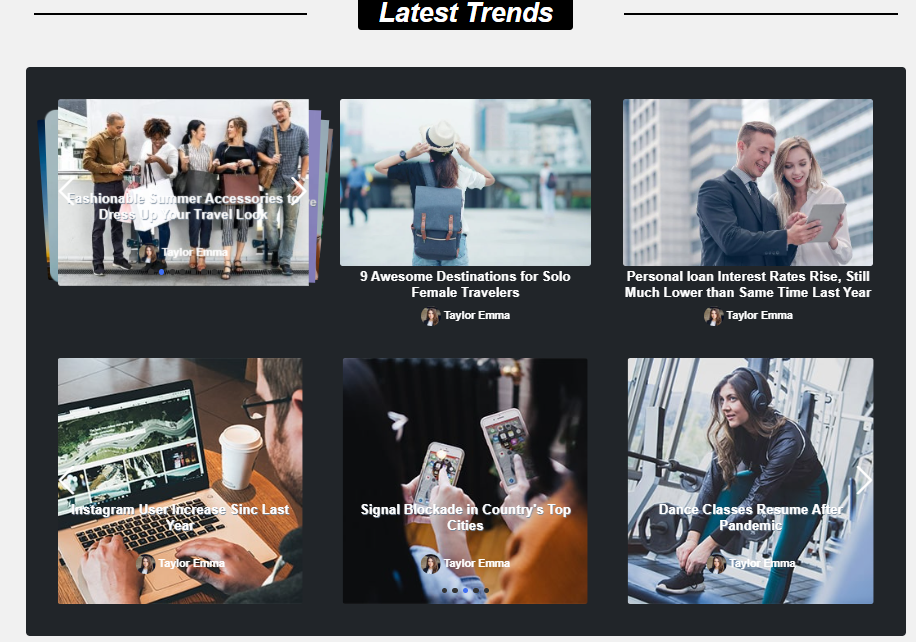 Latest Trends
Fashionable Summer Accessories to
Dress Up Your Travel Look
Taylor Emma
9 Awesome Destinations for Solo
Female Travelers
Taylor Emma
Personal loan Interest Rates Rise, Still
Much Lower than Same Time Last Year
Taylor Emma
Instagram User Increase Sinc Last
Year
Taylor Emma
Signal Blockade in Country's Top
Cities
Taylor Emma
Dance Classes Resume After
Pandemic
Taylor Emma